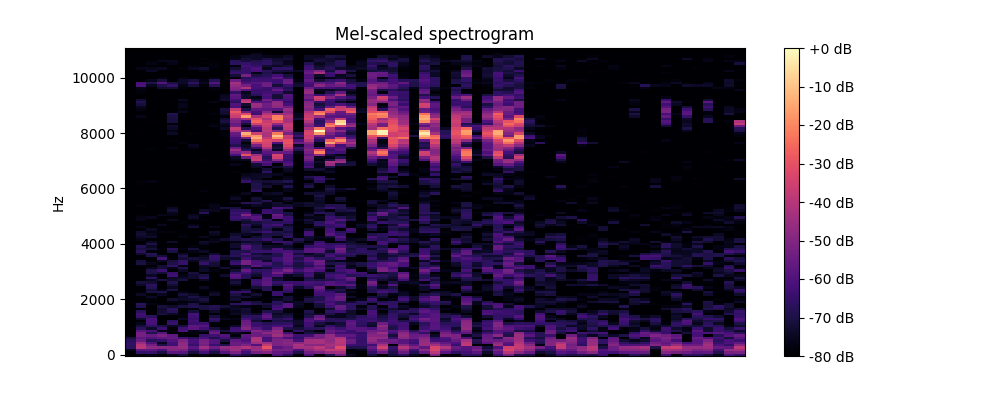 Mel-scaled spectrogram
Hz
10000
8000
6000
4000
2000
0
+0 dB
-10 dB
-20 dB
-30 dB
-40 dB
-50 dB
-60 dB
-70 dB
-80 dB